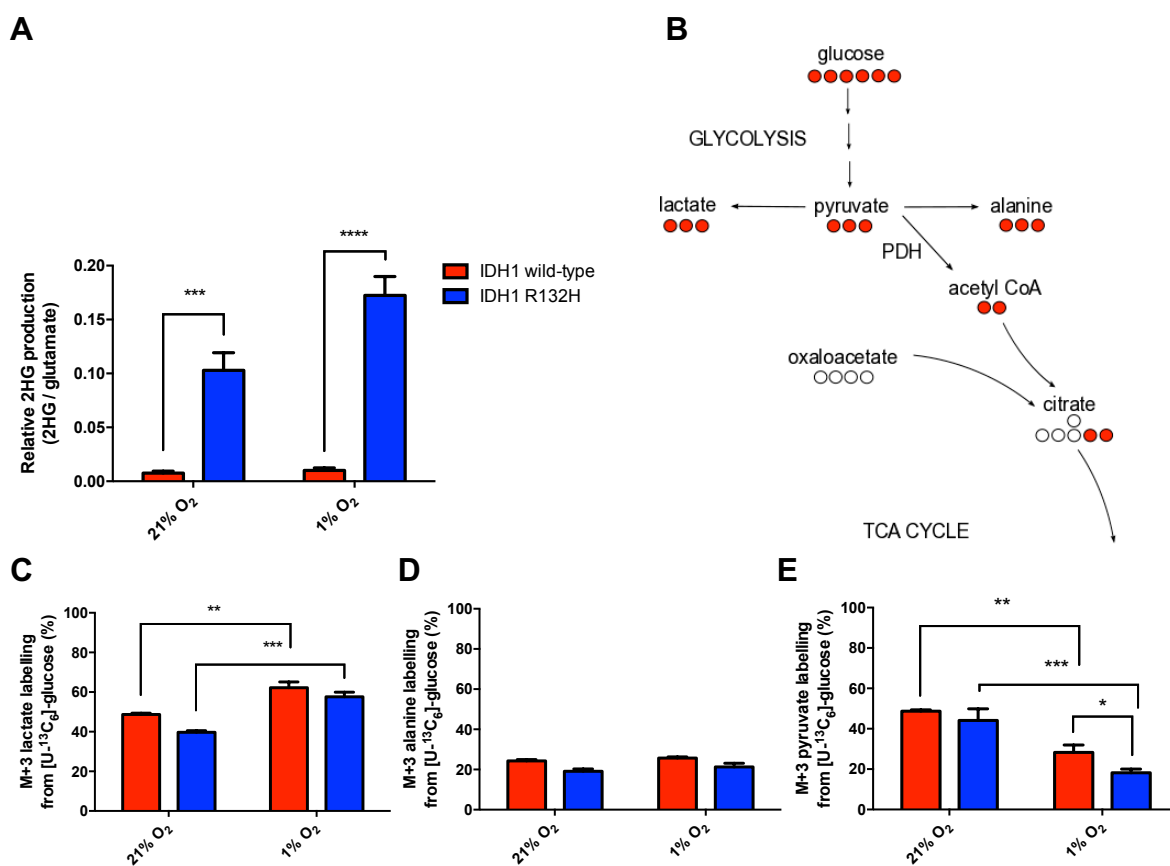 A
Relative 2HG production
(2HG / glutamate)
0.20
0.15
0.10
0.05
0.00
***
****
21% O₂
1% O₂
IDH1 wild-type
IDH1 R132H
B
glucose
GLYCOLYSIS
lactate
pyruvate
alanine
PDH
acetyl CoA
oxaloacetate
citrate
TCA CYCLE
C
M+3 lactate labelling
from [U-¹³C₆]-glucose (%)
100
80
60
40
20
0
**
***
21% O₂
1% O₂
D
M+3 alanine labelling
from [U-¹³C₆]-glucose (%)
100
80
60
40
20
0
21% O₂
1% O₂
E
M+3 pyruvate labelling
from [U-¹³C₆]-glucose (%)
100
80
60
40
20
0
**
***
*
21% O₂
1% O₂